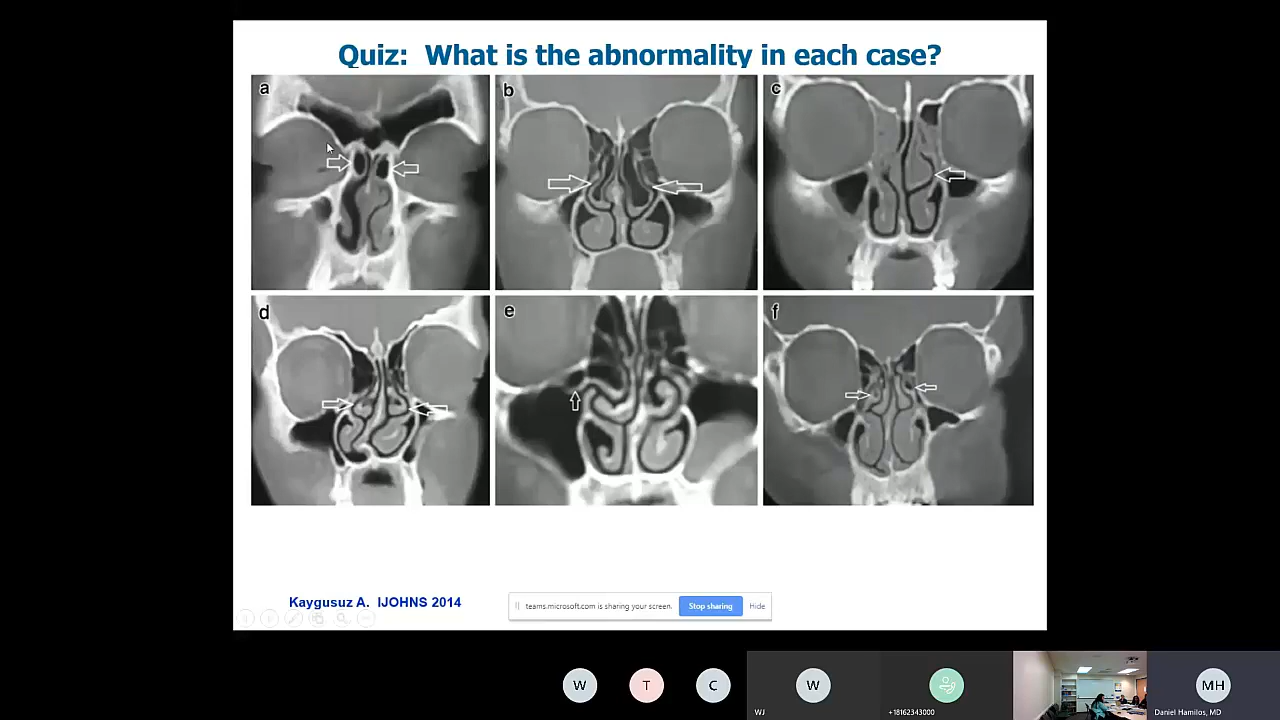 Quiz: What is the abnormality in each case?
a
b
c
d
e
f
Kaygusuz A. IJOHNS 2014
teams.microsoft.com is sharing your screen.
Stop sharing
Hide
W
T
C
W
MH
WJ
+18162343000
Daniel Hamilos, MD